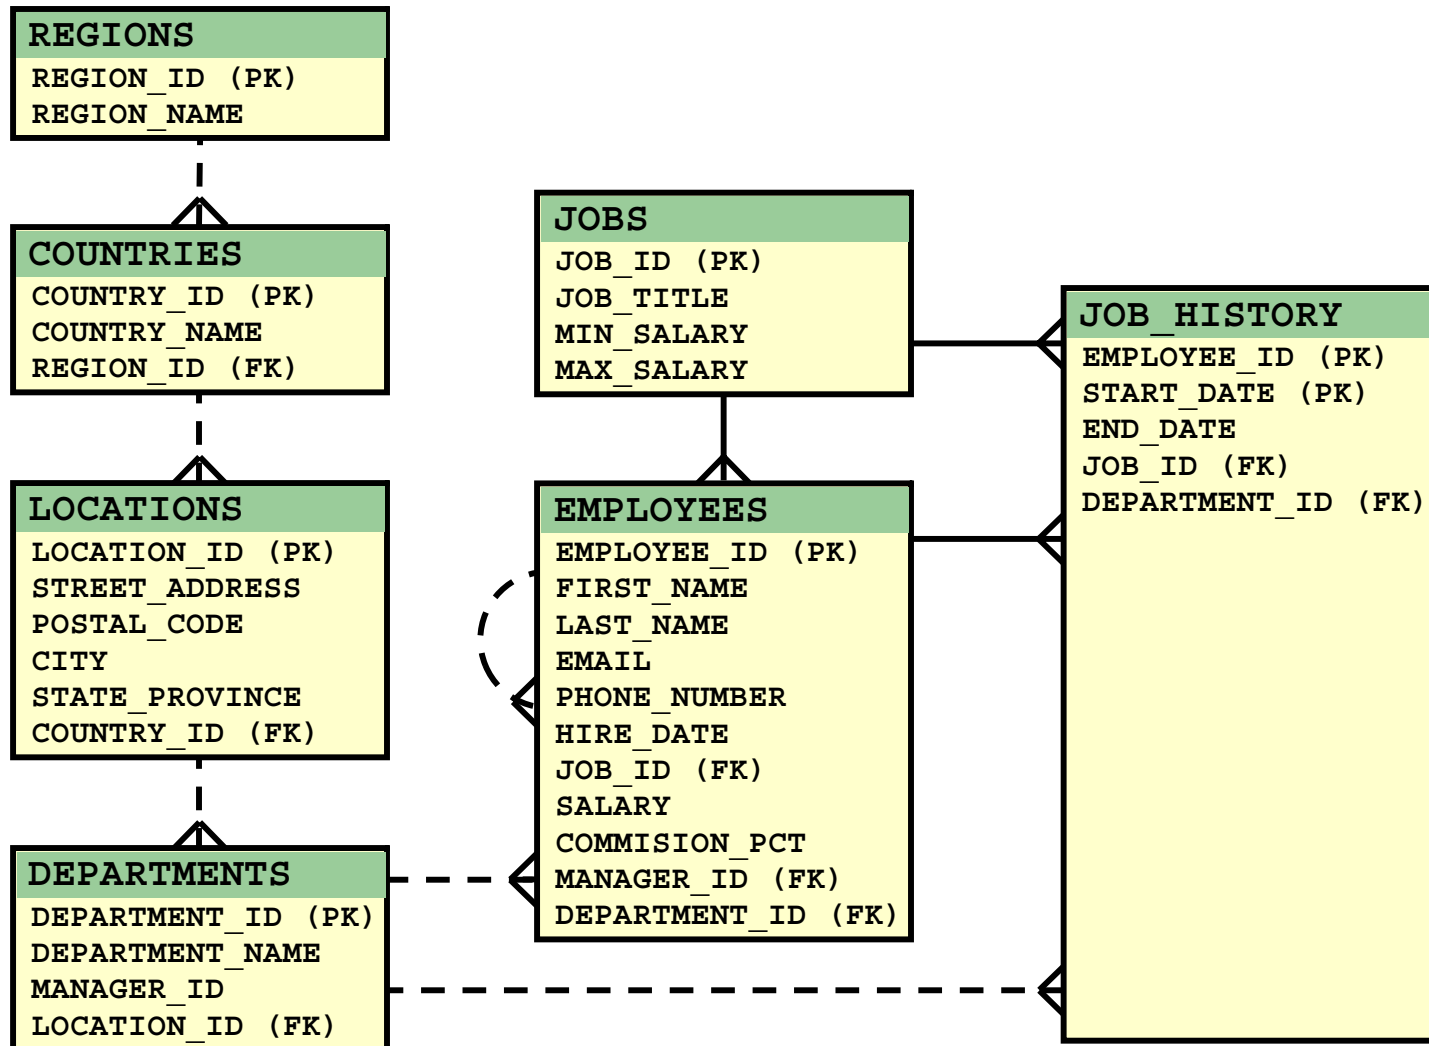 REGIONS
REGION_ID (PK)
REGION_NAME
COUNTRIES
COUNTRY_ID (PK)
COUNTRY_NAME
REGION_ID (FK)
LOCATIONS
LOCATION_ID (PK)
STREET_ADDRESS
POSTAL_CODE
CITY
STATE_PROVINCE
COUNTRY_ID (FK)
DEPARTMENTS
DEPARTMENT_ID (PK)
DEPARTMENT_NAME
MANAGER_ID
LOCATION_ID (FK)
JOBS
JOB_ID (PK)
JOB_TITLE
MIN_SALARY
MAX_SALARY
EMPLOYEES
EMPLOYEE_ID (PK)
FIRST_NAME
LAST_NAME
EMAIL
PHONE_NUMBER
HIRE_DATE
JOB_ID (FK)
SALARY
COMMISION_PCT
MANAGER_ID (FK)
DEPARTMENT_ID (FK)
JOB_HISTORY
EMPLOYEE_ID (PK)
START_DATE (PK)
END_DATE
JOB_ID (FK)
DEPARTMENT_ID (FK)